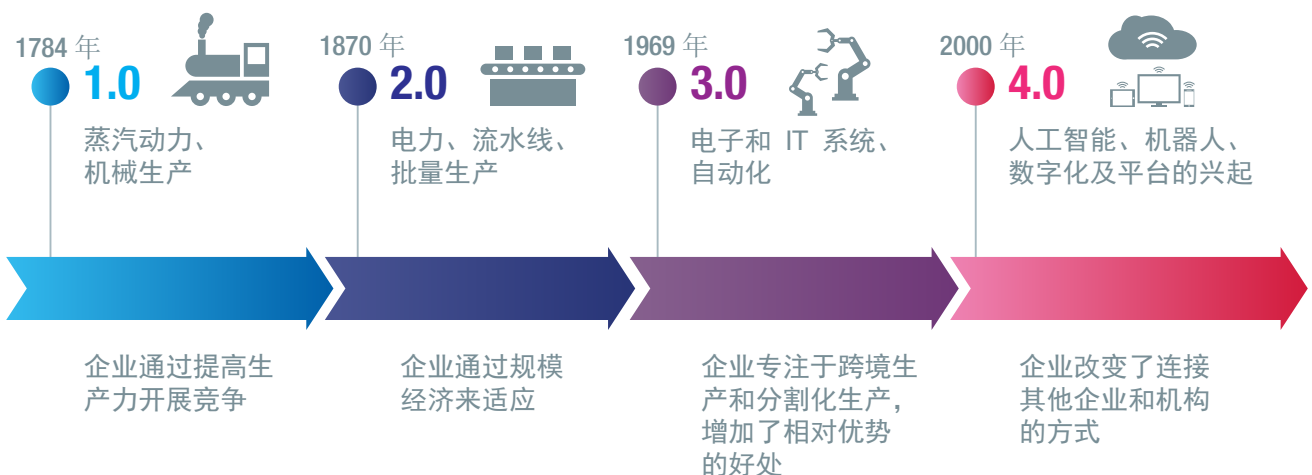 1784 年
1.0
蒸汽动力、
机械生产
1870 年
2.0
电力、流水线、
批量生产
1969 年
3.0
电子和 IT 系统、
自动化
2000 年
4.0
人工智能、机器人、
数字化及平台的兴起
企业通过提高生
产力开展竞争
企业通过规模
经济来适应
企业专注于跨境生
产和分割化生产，
增加了相对优势
的好处
企业改变了连接
其他企业和机构
的方式